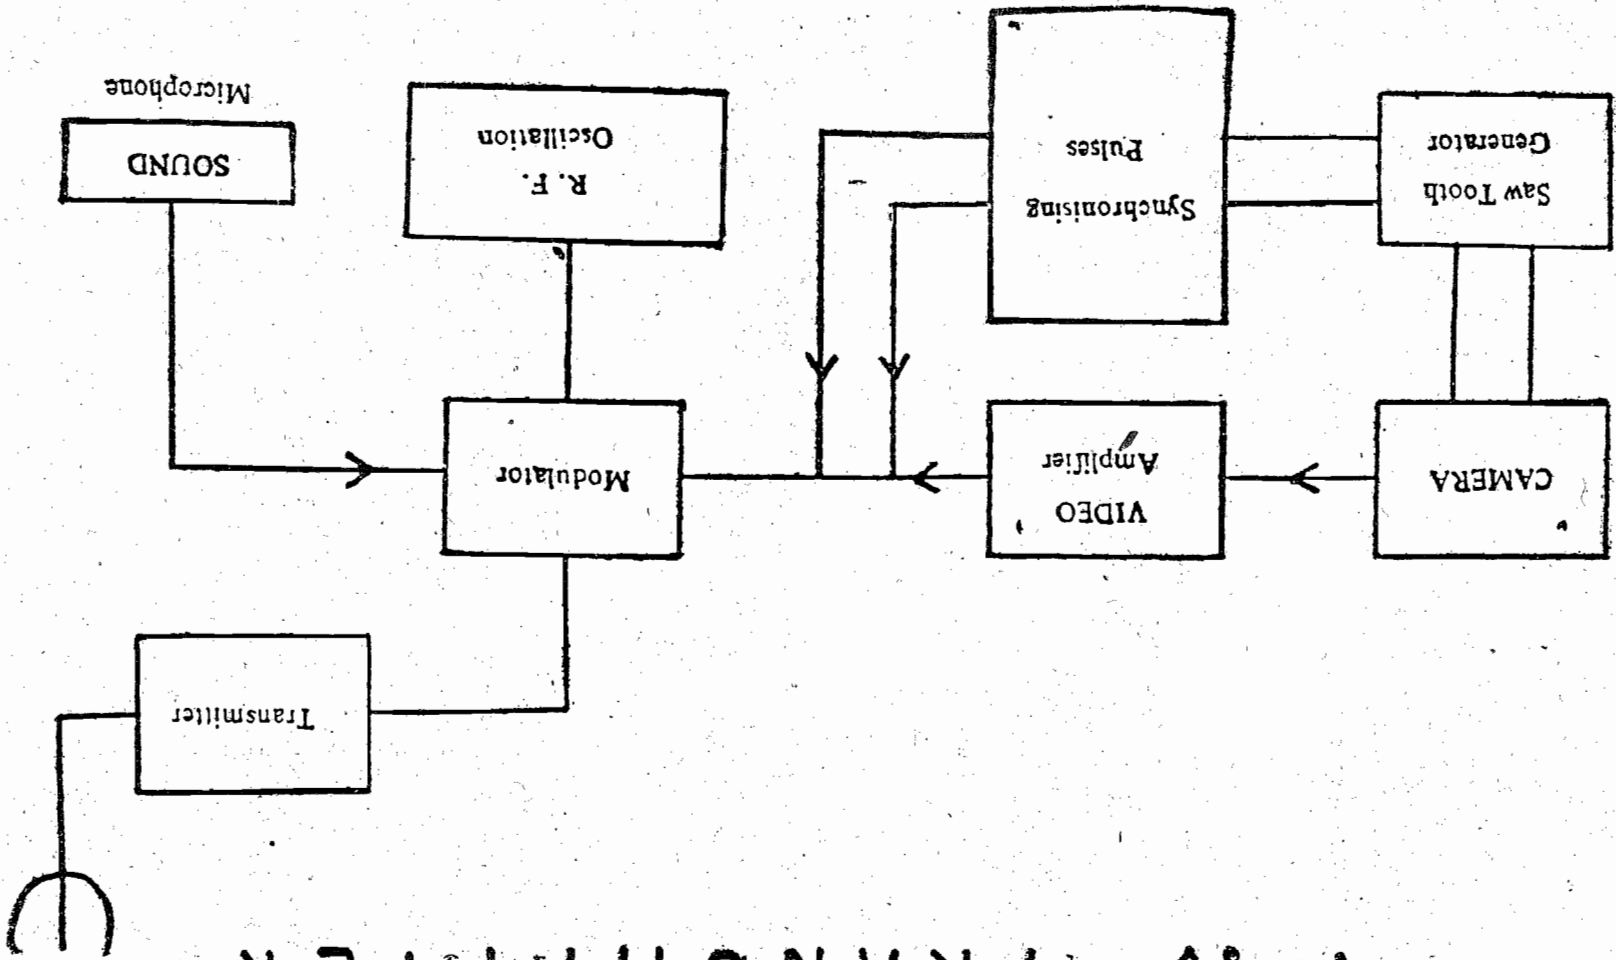 Transmitter
CAMERA
VIDEO
Amplifier
Modulator
Saw Tooth
Generator
Synchronising
Pulses
R. F.
Oscillation
SOUND
Microphone